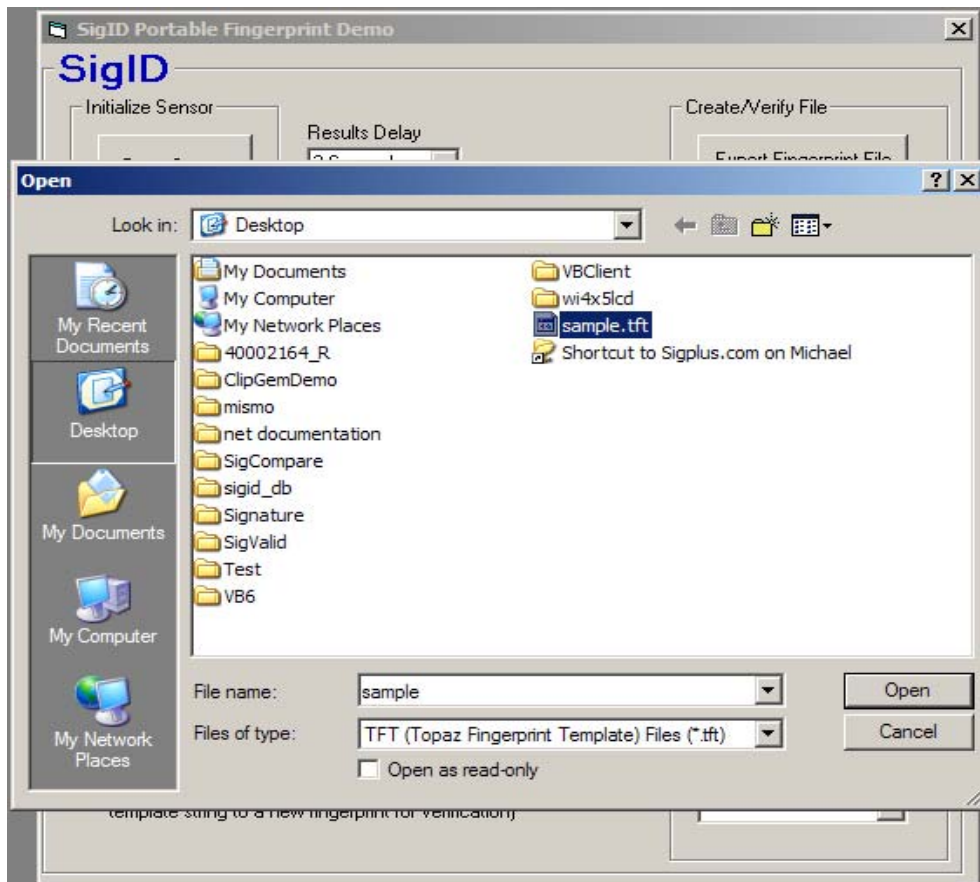 SigID Portable Fingerprint Demo
SigID
Initialize Sensor
Results Delay
Create/Verify File
Export Fingerprint File
Open
Look in:
Desktop
My Recent
Documents
Desktop
My Documents
My Computer
My Network
Places
My Documents
My Computer
My Network Places
40002164_R
ClipGemDemo
mismo
net documentation
SigCompare
sigid_db
Signature
SigValid
Test
VB6
VBClient
wi4x5lcd
sample.tft
Shortcut to Sigplus.com on Michael
File name:
sample
Open
Files of type:
TFT (Topaz Fingerprint Template) Files (*.tft)
Cancel
Open as read-only
template string to a new fingerprint for verification)